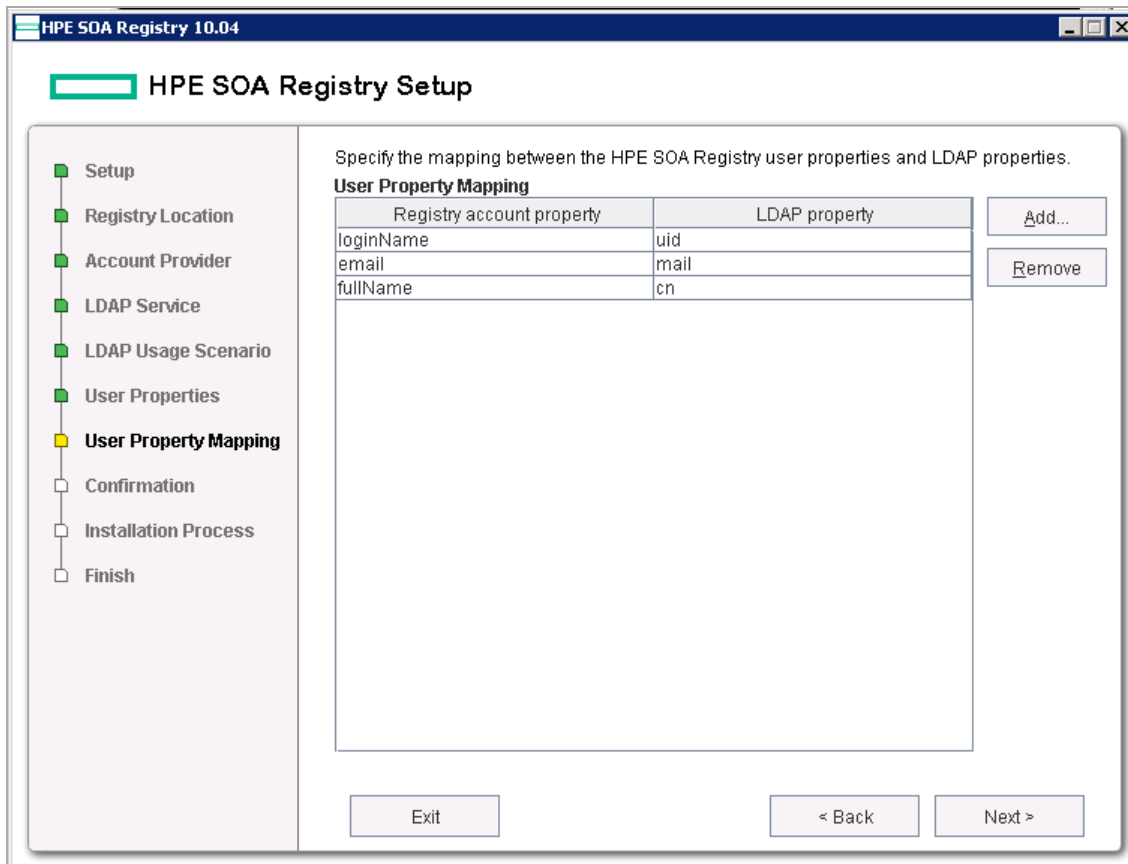 HPE SOA Registry 10.04
HPE SOA Registry Setup
Setup
Registry Location
Account Provider
LDAP Service
LDAP Usage Scenario
User Properties
User Property Mapping
Confirmation
Installation Process
Finish
Specify the mapping between the HPE SOA Registry user properties and LDAP properties.
User Property Mapping
Registry account property LDAP property
loginName uid
email mail
fullName cn
Add...
Remove
Exit
< Back
Next >